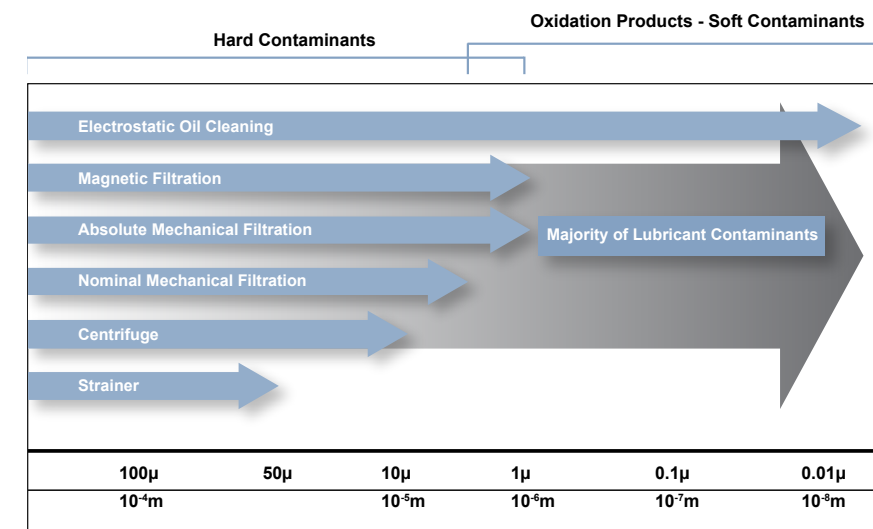 Oxidation Products - Soft Contaminants
Hard Contaminants
Electrostatic Oil Cleaning
Magnetic Filtration
Absolute Mechanical Filtration
Majority of Lubricant Contaminants
Nominal Mechanical Filtration
Centrifuge
Strainer
100µ 50µ 10µ 1µ 0.1µ 0.01µ
10⁻⁴m 10⁻⁵m 10⁻⁶m 10⁻⁷m 10⁻⁸m